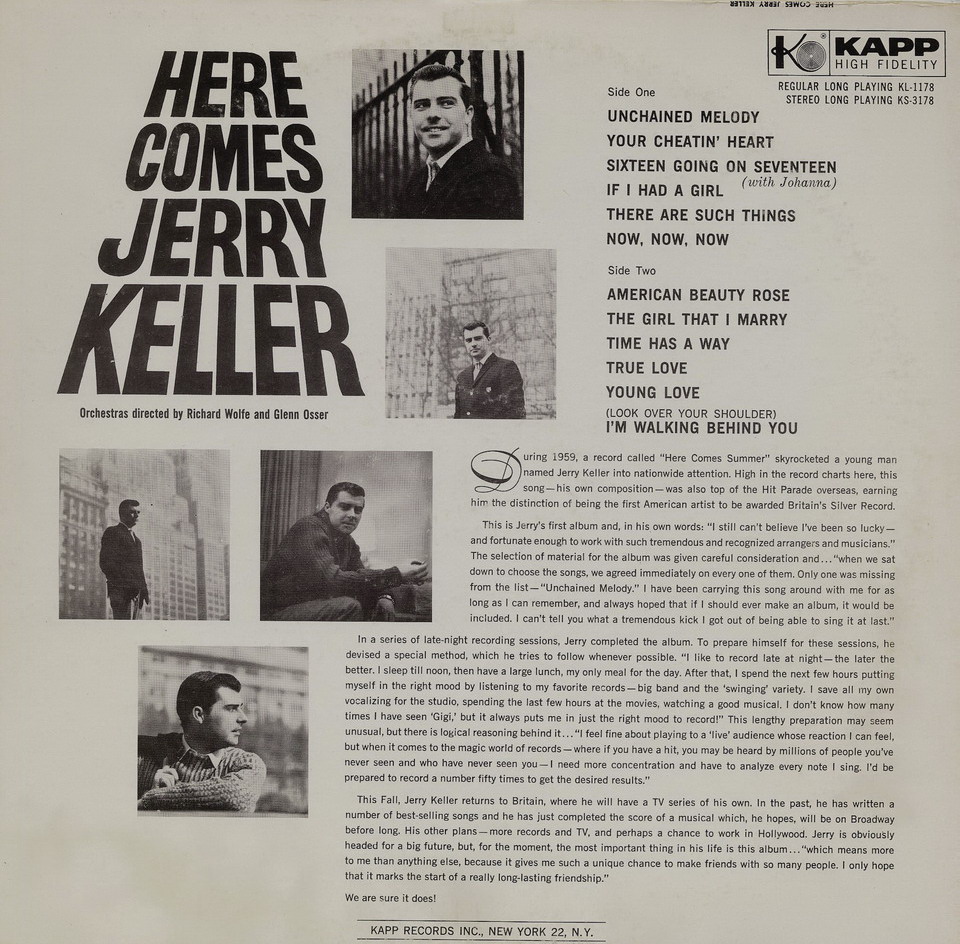 HERE COMES JERRY KELLER
HERE
COMES
JERRY
KELLER
Orchestras directed by Richard Wolfe and Glenn Osser
K ® KAPP
HIGH FIDELITY
REGULAR LONG PLAYING KL-1178
STEREO LONG PLAYING KS-3178
Side One
UNCHAINED MELODY
YOUR CHEATIN' HEART
SIXTEEN GOING ON SEVENTEEN
(with Johanna)
IF I HAD A GIRL
THERE ARE SUCH THINGS
NOW, NOW, NOW
Side Two
AMERICAN BEAUTY ROSE
THE GIRL THAT I MARRY
TIME HAS A WAY
TRUE LOVE
YOUNG LOVE
(LOOK OVER YOUR SHOULDER)
I'M WALKING BEHIND YOU
During 1959, a record called “Here Comes Summer” skyrocketed a young man
named Jerry Keller into nationwide attention. High in the record charts here, this
song—his own composition—was also top of the Hit Parade overseas, earning
him the distinction of being the first American artist to be awarded Britain's Silver Record.
This is Jerry's first album and, in his own words: “I still can't believe I've been so lucky—
and fortunate enough to work with such tremendous and recognized arrangers and musicians.”
The selection of material for the album was given careful consideration and...“when we sat
down to choose the songs, we agreed immediately on every one of them. Only one was missing
from the list—“Unchained Melody.” I have been carrying this song around with me for as
long as I can remember, and always hoped that if I should ever make an album, it would be
included. I can't tell you what a tremendous kick I got out of being able to sing it at last.”
In a series of late-night recording sessions, Jerry completed the album. To prepare himself for these sessions, he
devised a special method, which he tries to follow whenever possible. “I like to record late at night—the later the
better. I sleep till noon, then have a large lunch, my only meal for the day. After that, I spend the next few hours putting
myself in the right mood by listening to my favorite records—big band and the ‘swinging’ variety. I save all my own
vocalizing for the studio, spending the last few hours at the movies, watching a good musical. I don't know how many
times I have seen ‘Gigi,’ but it always puts me in just the right mood to record!” This lengthy preparation may seem
unusual, but there is logical reasoning behind it...“I feel fine about playing to a ‘live’ audience whose reaction I can feel,
but when it comes to the magic world of records—where if you have a hit, you may be heard by millions of people you've
never seen and who have never seen you—I need more concentration and have to analyze every note I sing. I'd be
prepared to record a number fifty times to get the desired results.”
This Fall, Jerry Keller returns to Britain, where he will have a TV series of his own. In the past, he has written a
number of best-selling songs and he has just completed the score of a musical which, he hopes, will be on Broadway
before long. His other plans—more records and TV, and perhaps a chance to work in Hollywood. Jerry is obviously
headed for a big future, but, for the moment, the most important thing in his life is this album...“which means more
to me than anything else, because it gives me such a unique chance to make friends with so many people. I only hope
that it marks the start of a really long-lasting friendship.”
We are sure it does!
KAPP RECORDS INC., NEW YORK 22, N.Y.